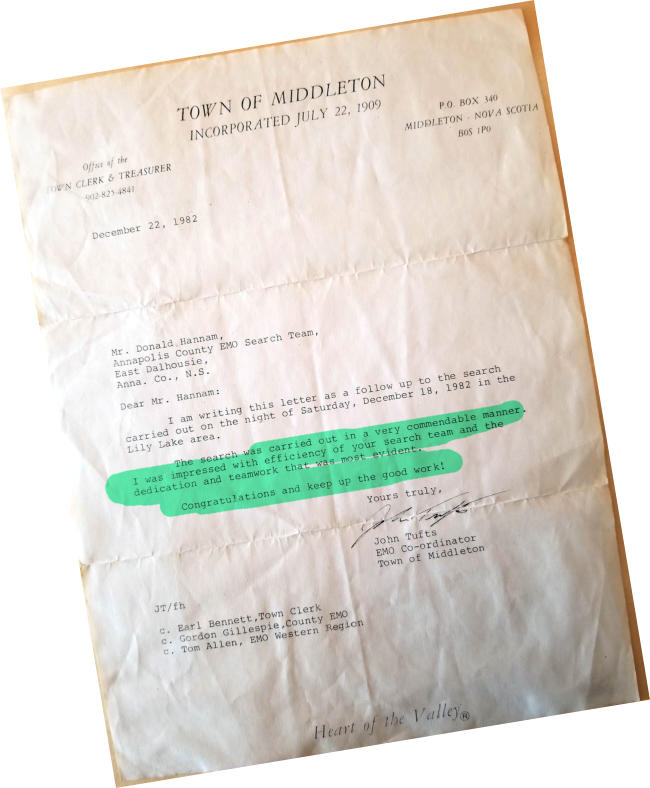 TOWN OF MIDDLETON
INCORPORATED JULY 22, 1909
P.O. BOX 340
MIDDLETON - NOVA SCOTIA
B0S 1P0
Office of the
TOWN CLERK & TREASURER
902-825-4841
December 22, 1982
Mr. Donald Hannam,
Annapolis County EMO Search Team,
East Dalhousie,
Anna. Co., N.S.
Dear Mr. Hannam:
I am writing this letter as a follow up to the search
carried out on the night of Saturday, December 18, 1982 in the
Lily Lake area.
The search was carried out in a very commendable manner.
I was impressed with efficiency of your search team and the
dedication and teamwork that was most evident.
Congratulations and keep up the good work!
Yours truly,
John Tufts
John Tufts
EMO Co-ordinator
Town of Middleton
JT/fh
c. Earl Bennett,Town Clerk
c. Gordon Gillespie,County EMO
c. Tom Allen, EMO Western Region
Heart of the Valley®